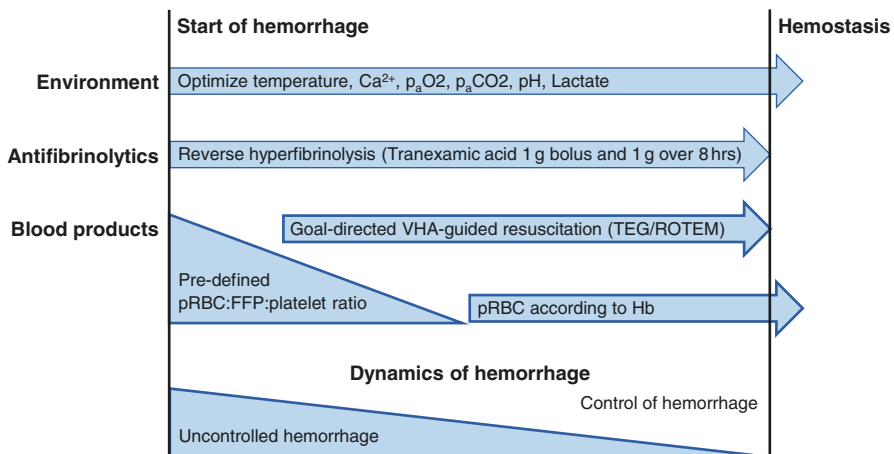 Start of hemorrhage
Hemostasis
Environment
Optimize temperature, Ca²⁺, pₐO2, pₐCO2, pH, Lactate
Antifibrinolytics
Reverse hyperfibrinolysis (Tranexamic acid 1 g bolus and 1 g over 8 hrs)
Blood products
Goal-directed VHA-guided resuscitation (TEG/ROTEM)
Pre-defined
pRBC:FFP:platelet ratio
pRBC according to Hb
Dynamics of hemorrhage
Control of hemorrhage
Uncontrolled hemorrhage